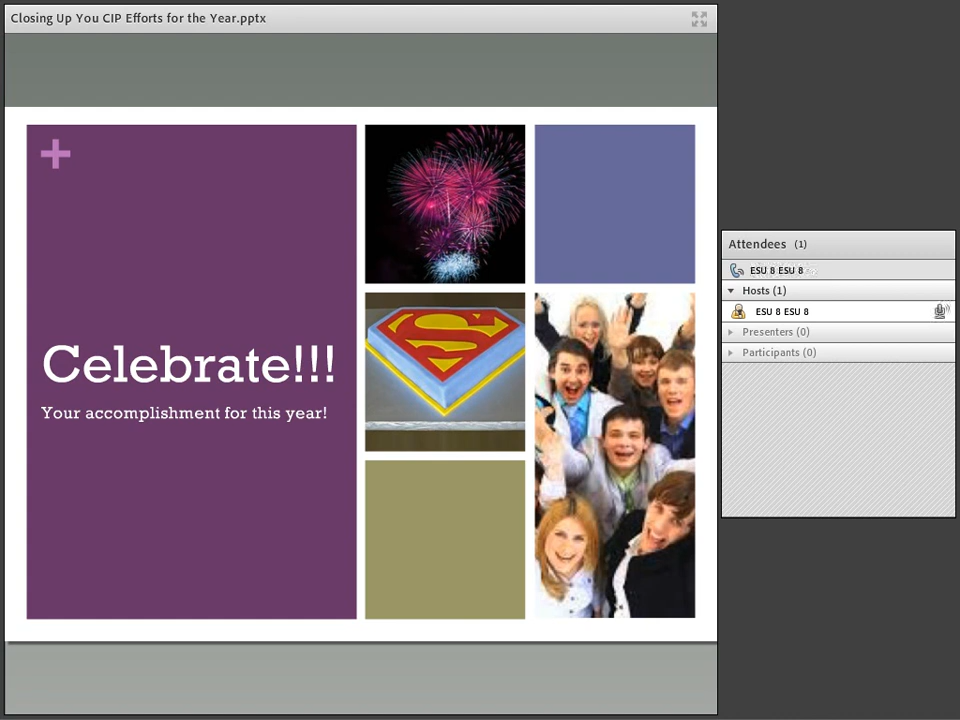 Closing Up You CIP Efforts for the Year.pptx
+
Celebrate!!!
Your accomplishment for this year!
S
Attendees (1)
ESU 8 ESU 8
Hosts (1)
ESU 8 ESU 8
Presenters (0)
Participants (0)